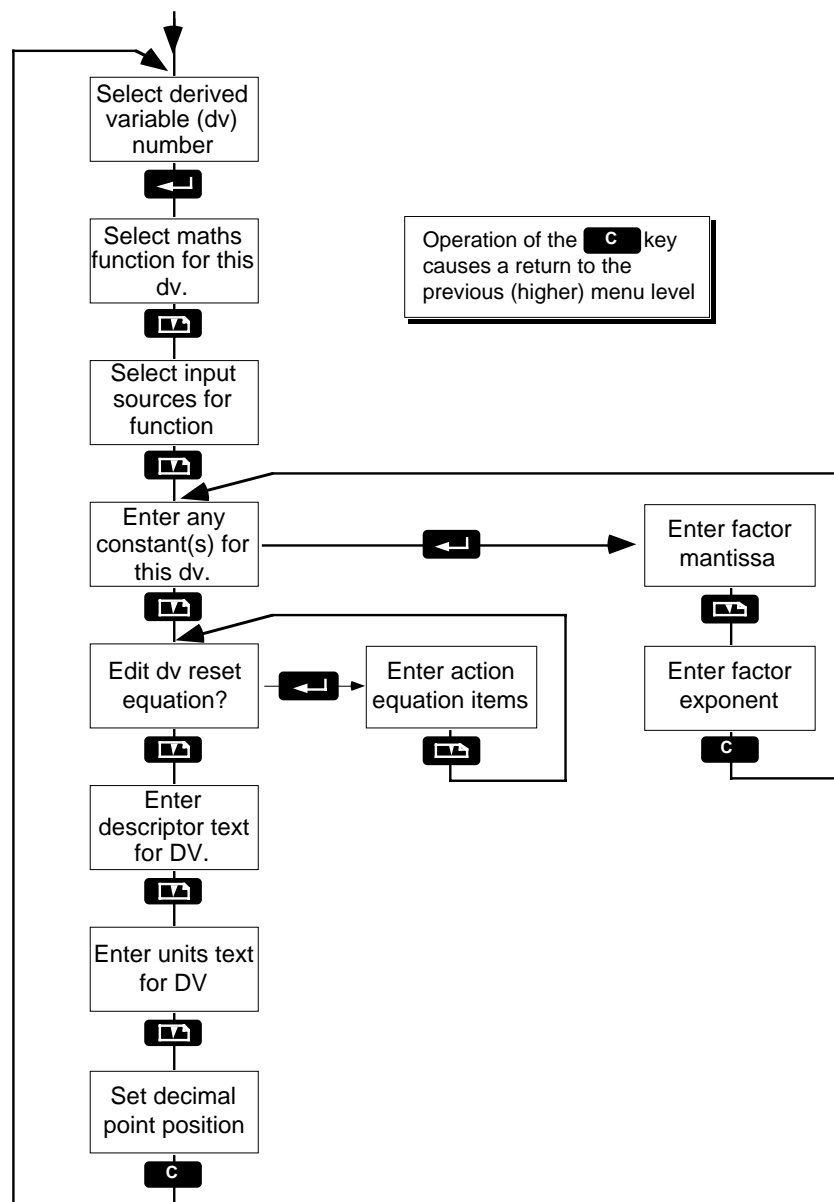 Select derived
variable (dv)
number
Select maths
function for this
dv.
Operation of the C key
causes a return to the
previous (higher) menu level
Select input
sources for
function
Enter any
constant(s) for
this dv.
Enter factor
mantissa
Edit dv reset
equation?
Enter action
equation items
Enter factor
exponent
C
Enter
descriptor text
for DV.
Enter units text
for DV
Set decimal
point position
C